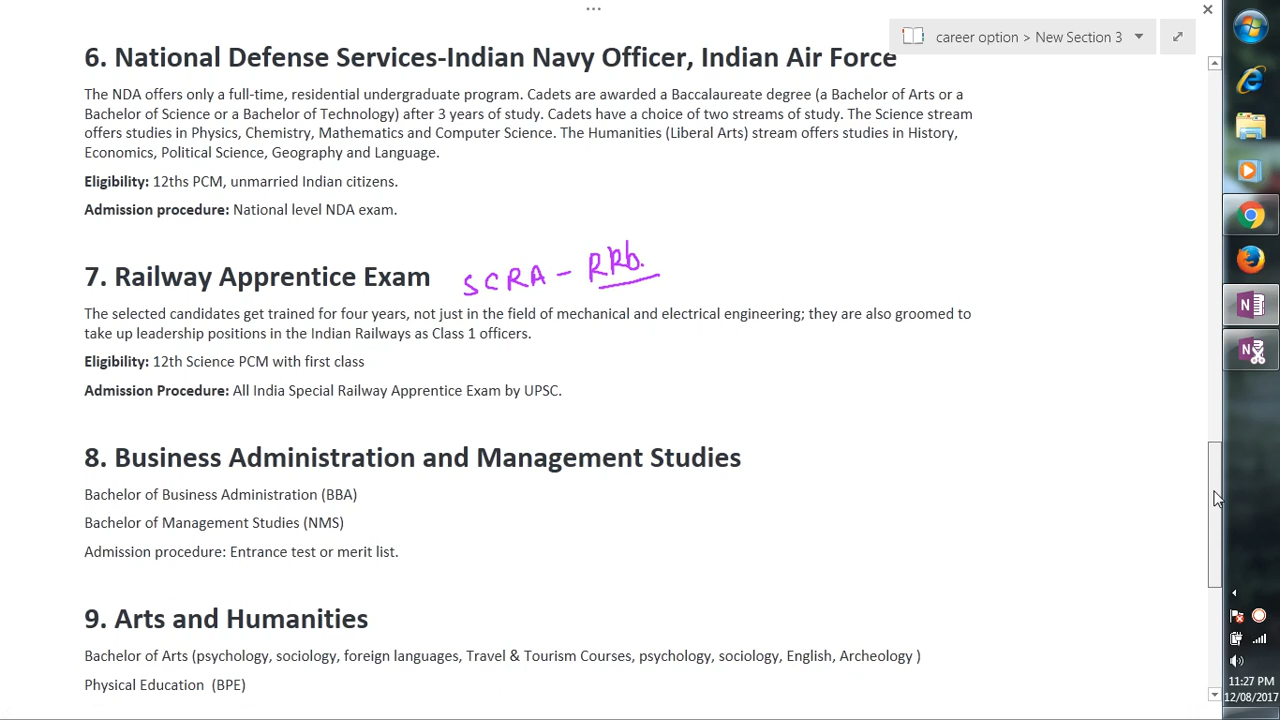 ...
career option > New Section 3
6. National Defense Services-Indian Navy Officer, Indian Air Force
The NDA offers only a full-time, residential undergraduate program. Cadets are awarded a Baccalaureate degree (a Bachelor of Arts or a
Bachelor of Science or a Bachelor of Technology) after 3 years of study. Cadets have a choice of two streams of study. The Science stream
offers studies in Physics, Chemistry, Mathematics and Computer Science. The Humanities (Liberal Arts) stream offers studies in History,
Economics, Political Science, Geography and Language.
Eligibility: 12ths PCM, unmarried Indian citizens.
Admission procedure: National level NDA exam.
7. Railway Apprentice Exam SCRA - RRb.
The selected candidates get trained for four years, not just in the field of mechanical and electrical engineering; they are also groomed to
take up leadership positions in the Indian Railways as Class 1 officers.
Eligibility: 12th Science PCM with first class
Admission Procedure: All India Special Railway Apprentice Exam by UPSC.
8. Business Administration and Management Studies
Bachelor of Business Administration (BBA)
Bachelor of Management Studies (NMS)
Admission procedure: Entrance test or merit list.
9. Arts and Humanities
Bachelor of Arts (psychology, sociology, foreign languages, Travel & Tourism Courses, psychology, sociology, English, Archeology )
Physical Education (BPE)
11:27 PM
12/08/2017